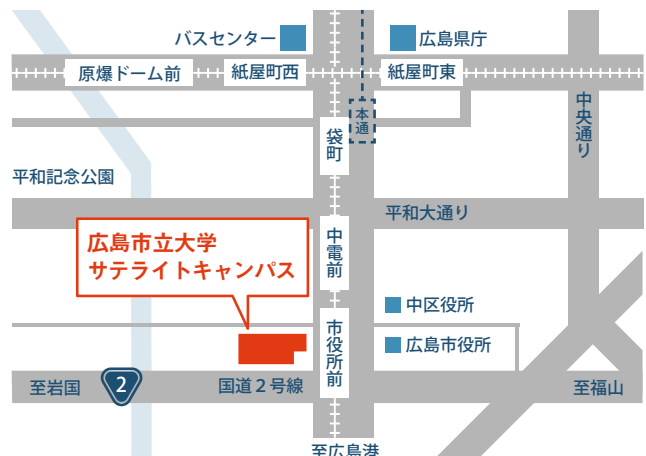 バスセンター
広島県庁
原爆ドーム前
紙屋町西
紙屋町東
本通
中央通り
袋町
平和記念公園
平和大通り
広島市立大学
サテライトキャンパス
中電前
中区役所
市役所前
広島市役所
至岩国
2
国道２号線
至福山
至広島港